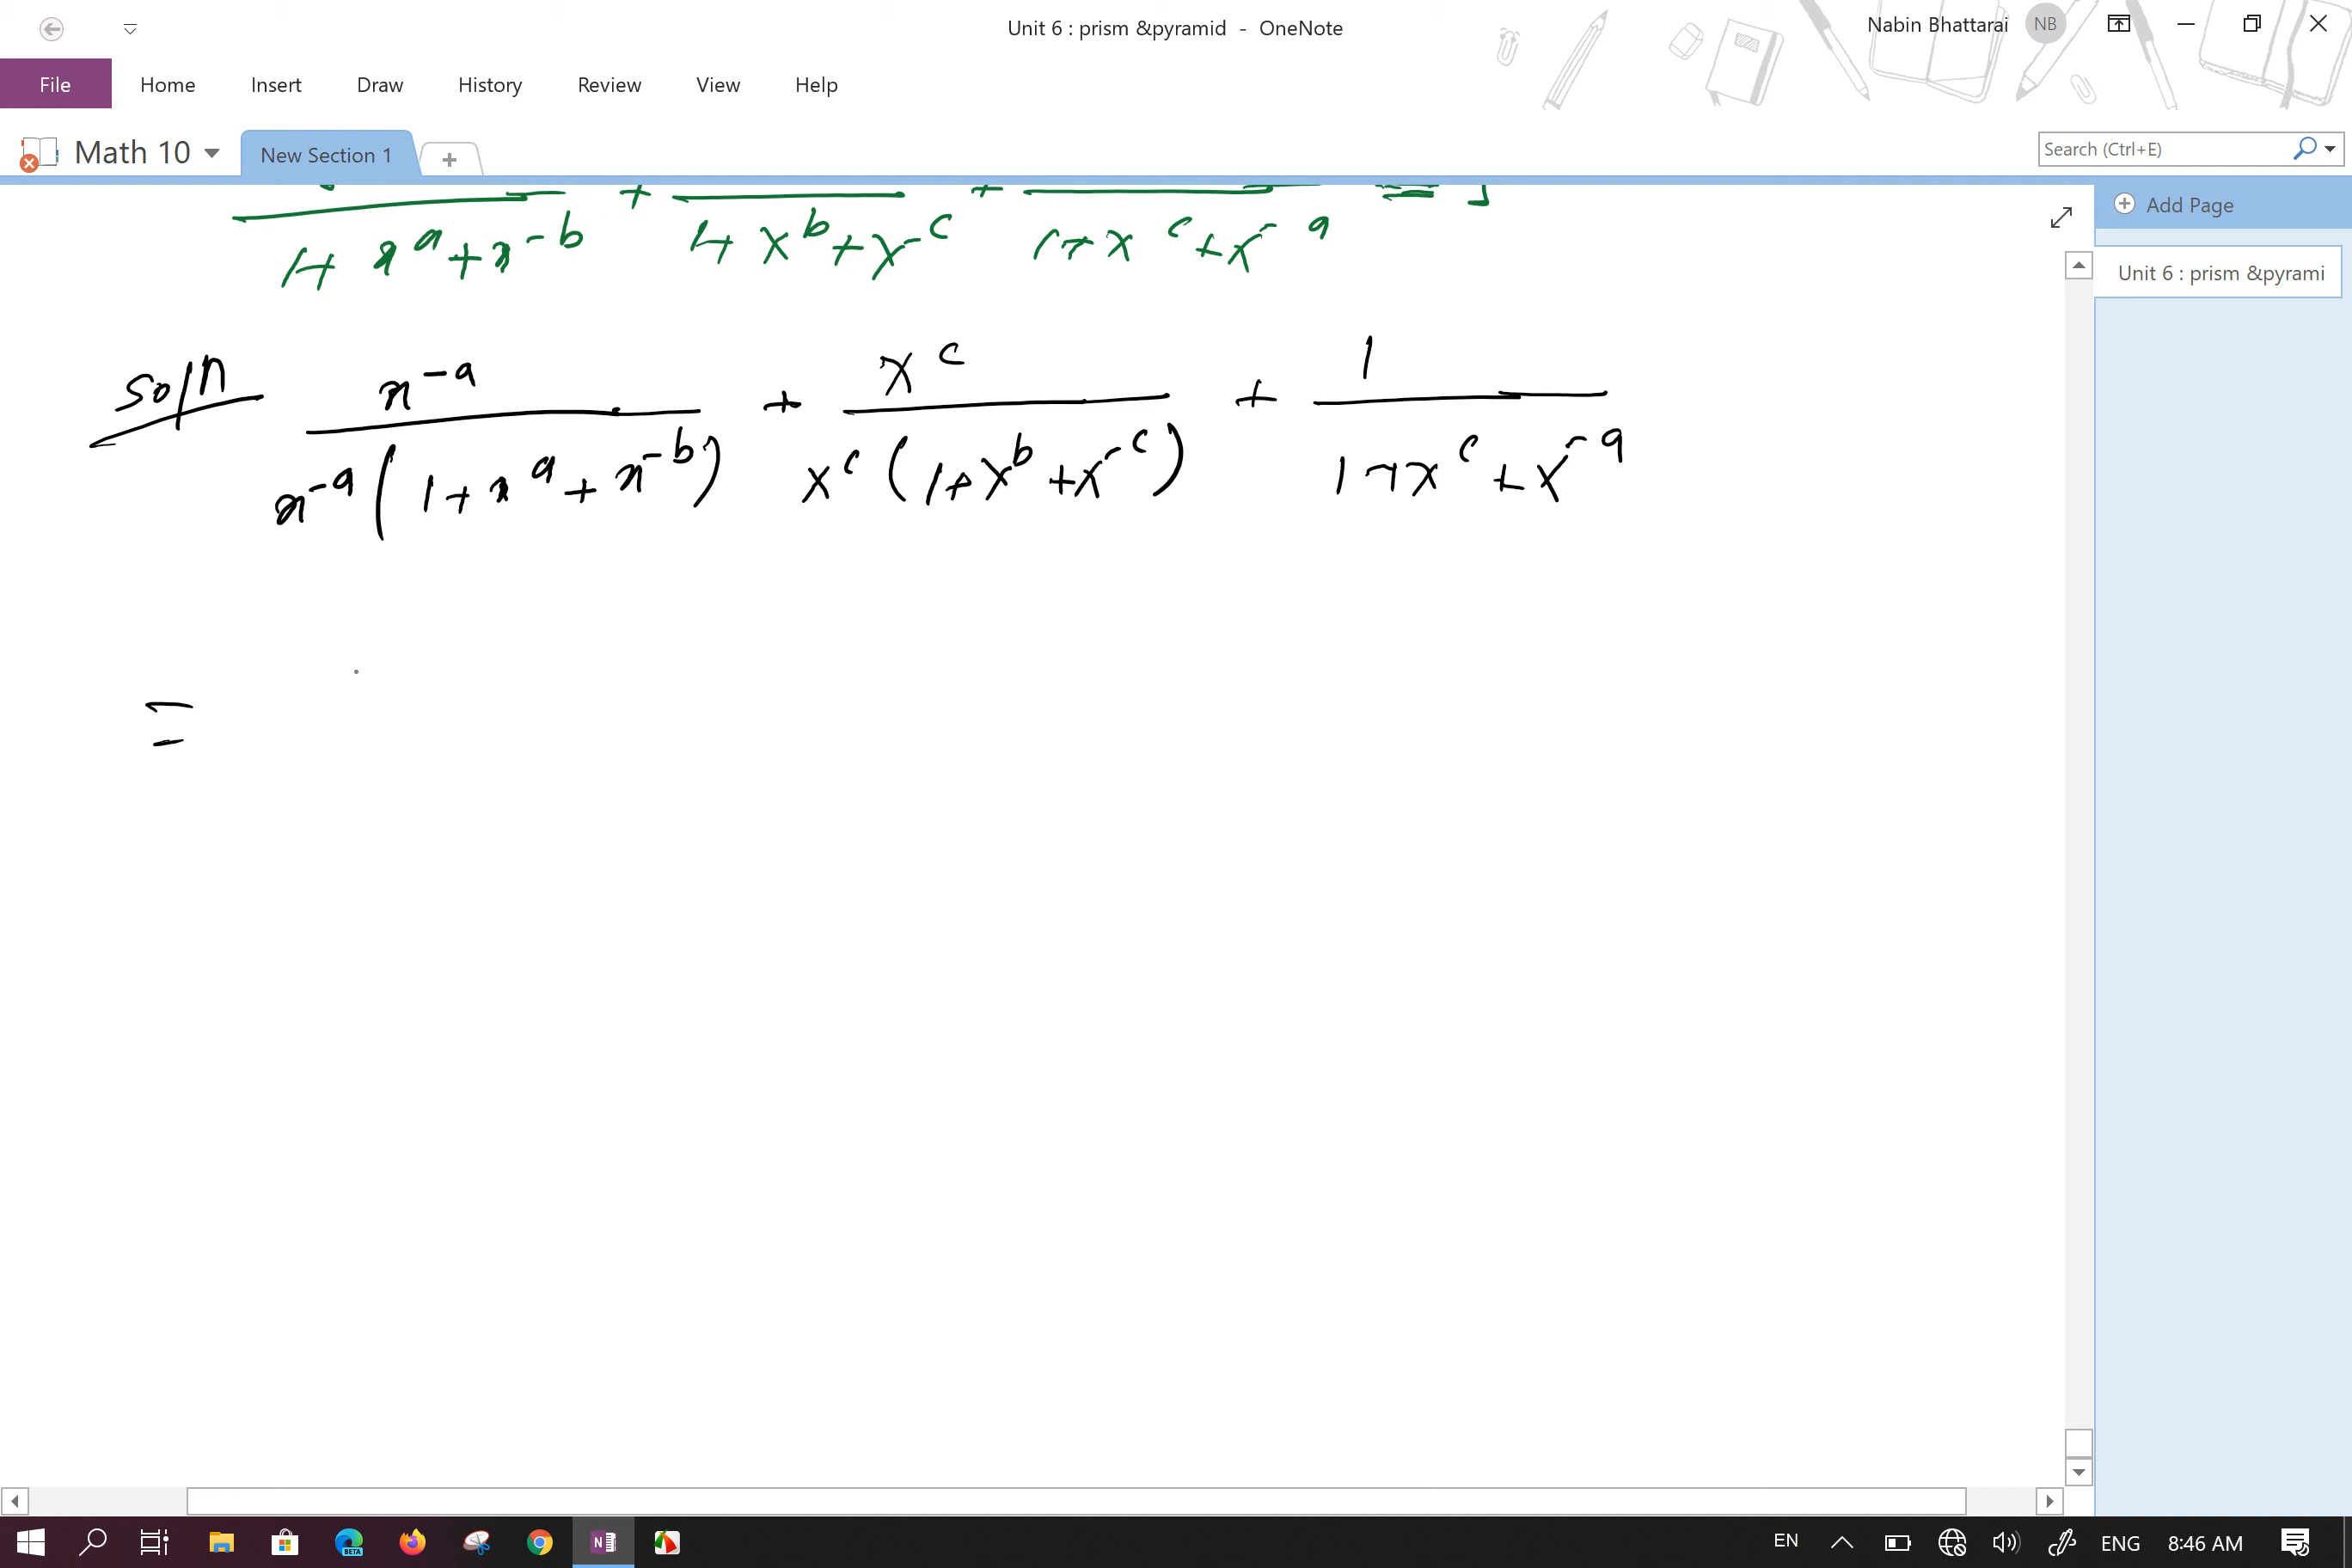 Unit 6 : prism &pyramid - OneNote
Nabin Bhattarai NB
File Home Insert Draw History Review View Help
Math 10 New Section 1 +
Search (Ctrl+E)
Add Page
Unit 6 : prism &pyrami
+ + =
1+x^a+x^-b 1+x^b+x^-c 1+x^c+x^-a
soln x^-a + x^c + 1
x^-a(1+x^a+x^-b) x^c(1+x^b+x^-c) 1+x^c+x^-a
=
BETA N EN ENG 8:46 AM